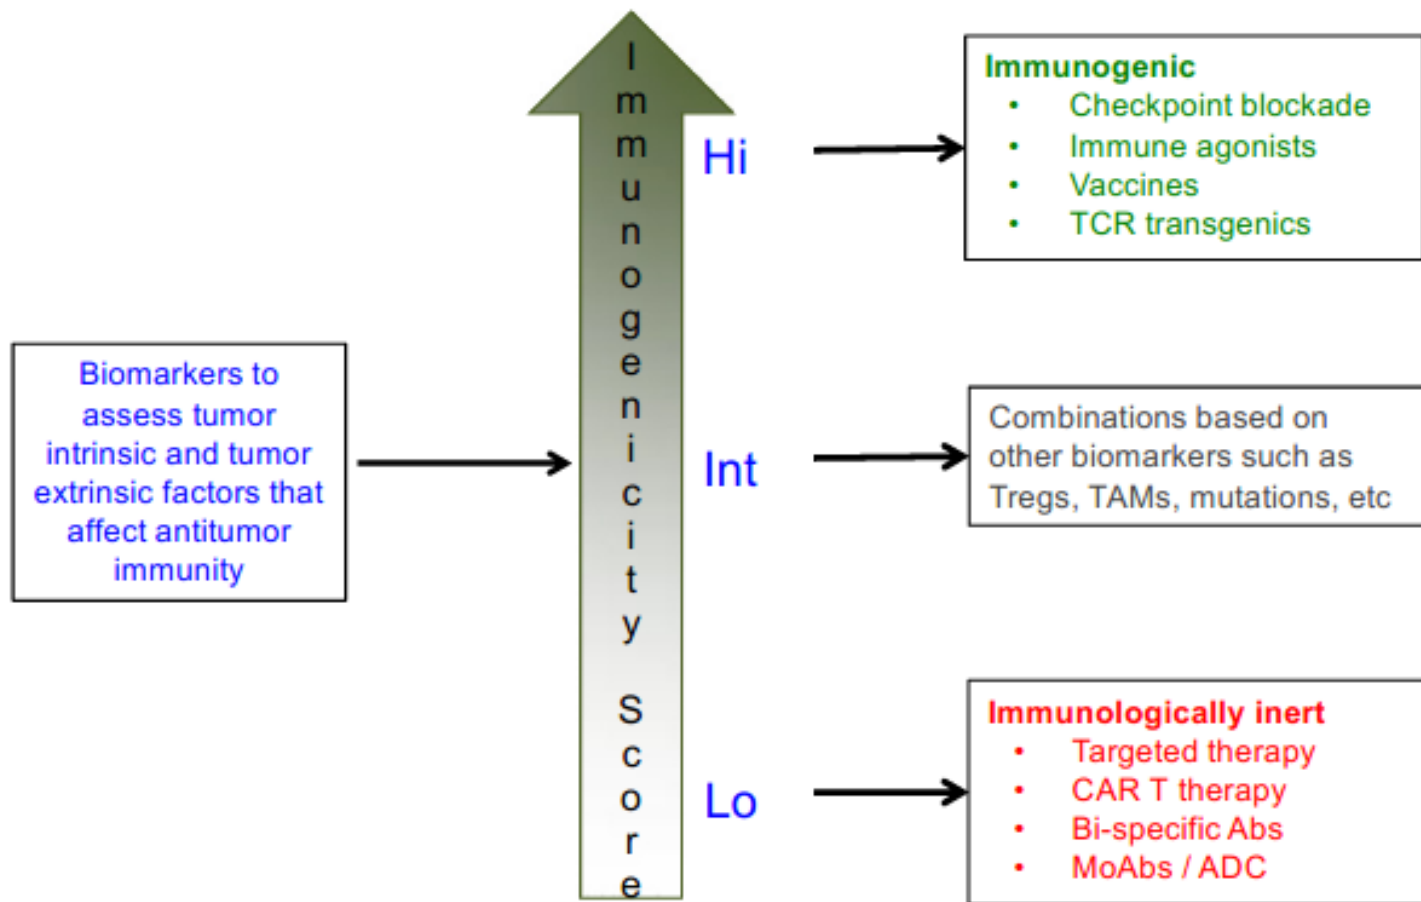 Biomarkers to
assess tumor
intrinsic and tumor
extrinsic factors that
affect antitumor
immunity
Immunogenicity Score
Hi
Immunogenic
• Checkpoint blockade
• Immune agonists
• Vaccines
• TCR transgenics
Int
Combinations based on
other biomarkers such as
Tregs, TAMs, mutations, etc
Lo
Immunologically inert
• Targeted therapy
• CAR T therapy
• Bi-specific Abs
• MoAbs / ADC